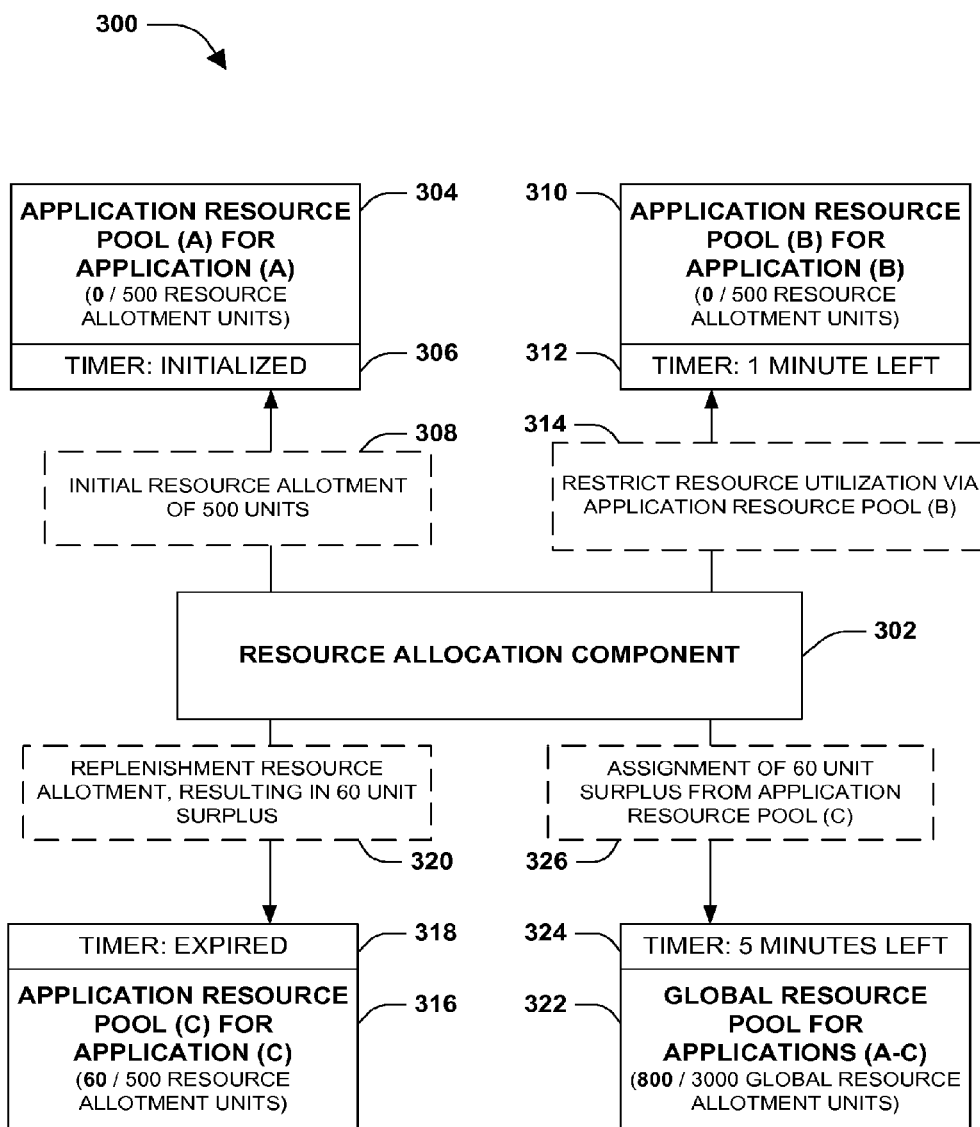 300
304
APPLICATION RESOURCE
POOL (A) FOR
APPLICATION (A)
(0 / 500 RESOURCE
ALLOTMENT UNITS)
306
TIMER: INITIALIZED
310
APPLICATION RESOURCE
POOL (B) FOR
APPLICATION (B)
(0 / 500 RESOURCE
ALLOTMENT UNITS)
312
TIMER: 1 MINUTE LEFT
308
INITIAL RESOURCE ALLOTMENT
OF 500 UNITS
314
RESTRICT RESOURCE UTILIZATION VIA
APPLICATION RESOURCE POOL (B)
RESOURCE ALLOCATION COMPONENT
302
REPLENISHMENT RESOURCE
ALLOTMENT, RESULTING IN 60 UNIT
SURPLUS
320
ASSIGNMENT OF 60 UNIT
SURPLUS FROM APPLICATION
RESOURCE POOL (C)
326
TIMER: EXPIRED
318
APPLICATION RESOURCE
POOL (C) FOR
APPLICATION (C)
(60 / 500 RESOURCE
ALLOTMENT UNITS)
316
324
TIMER: 5 MINUTES LEFT
322
GLOBAL RESOURCE
POOL FOR
APPLICATIONS (A-C)
(800 / 3000 GLOBAL RESOURCE
ALLOTMENT UNITS)